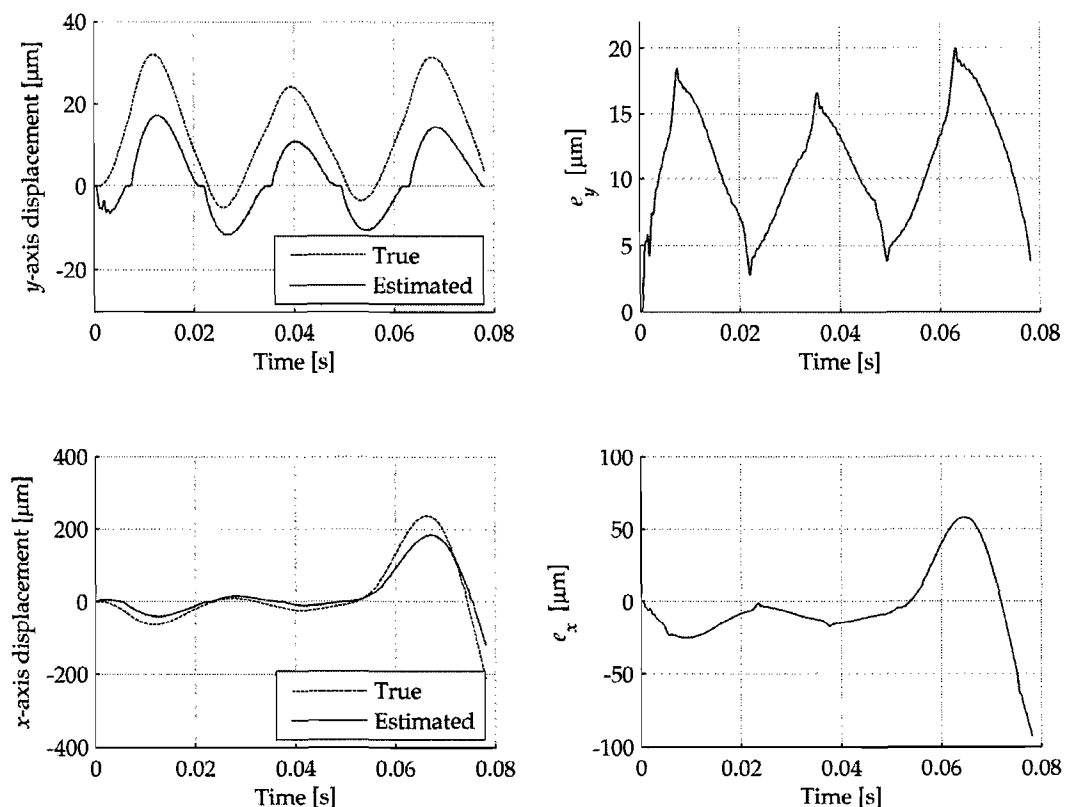 40
20
0
-20
y-axis displacement [µm]
True
Estimated
0 0.02 0.04 0.06 0.08
Time [s]
20
15
10
5
0
e_y [µm]
0 0.02 0.04 0.06 0.08
Time [s]
400
200
0
-200
-400
x-axis displacement [µm]
True
Estimated
0 0.02 0.04 0.06 0.08
Time [s]
100
50
0
-50
-100
e_x [µm]
0 0.02 0.04 0.06 0.08
Time [s]